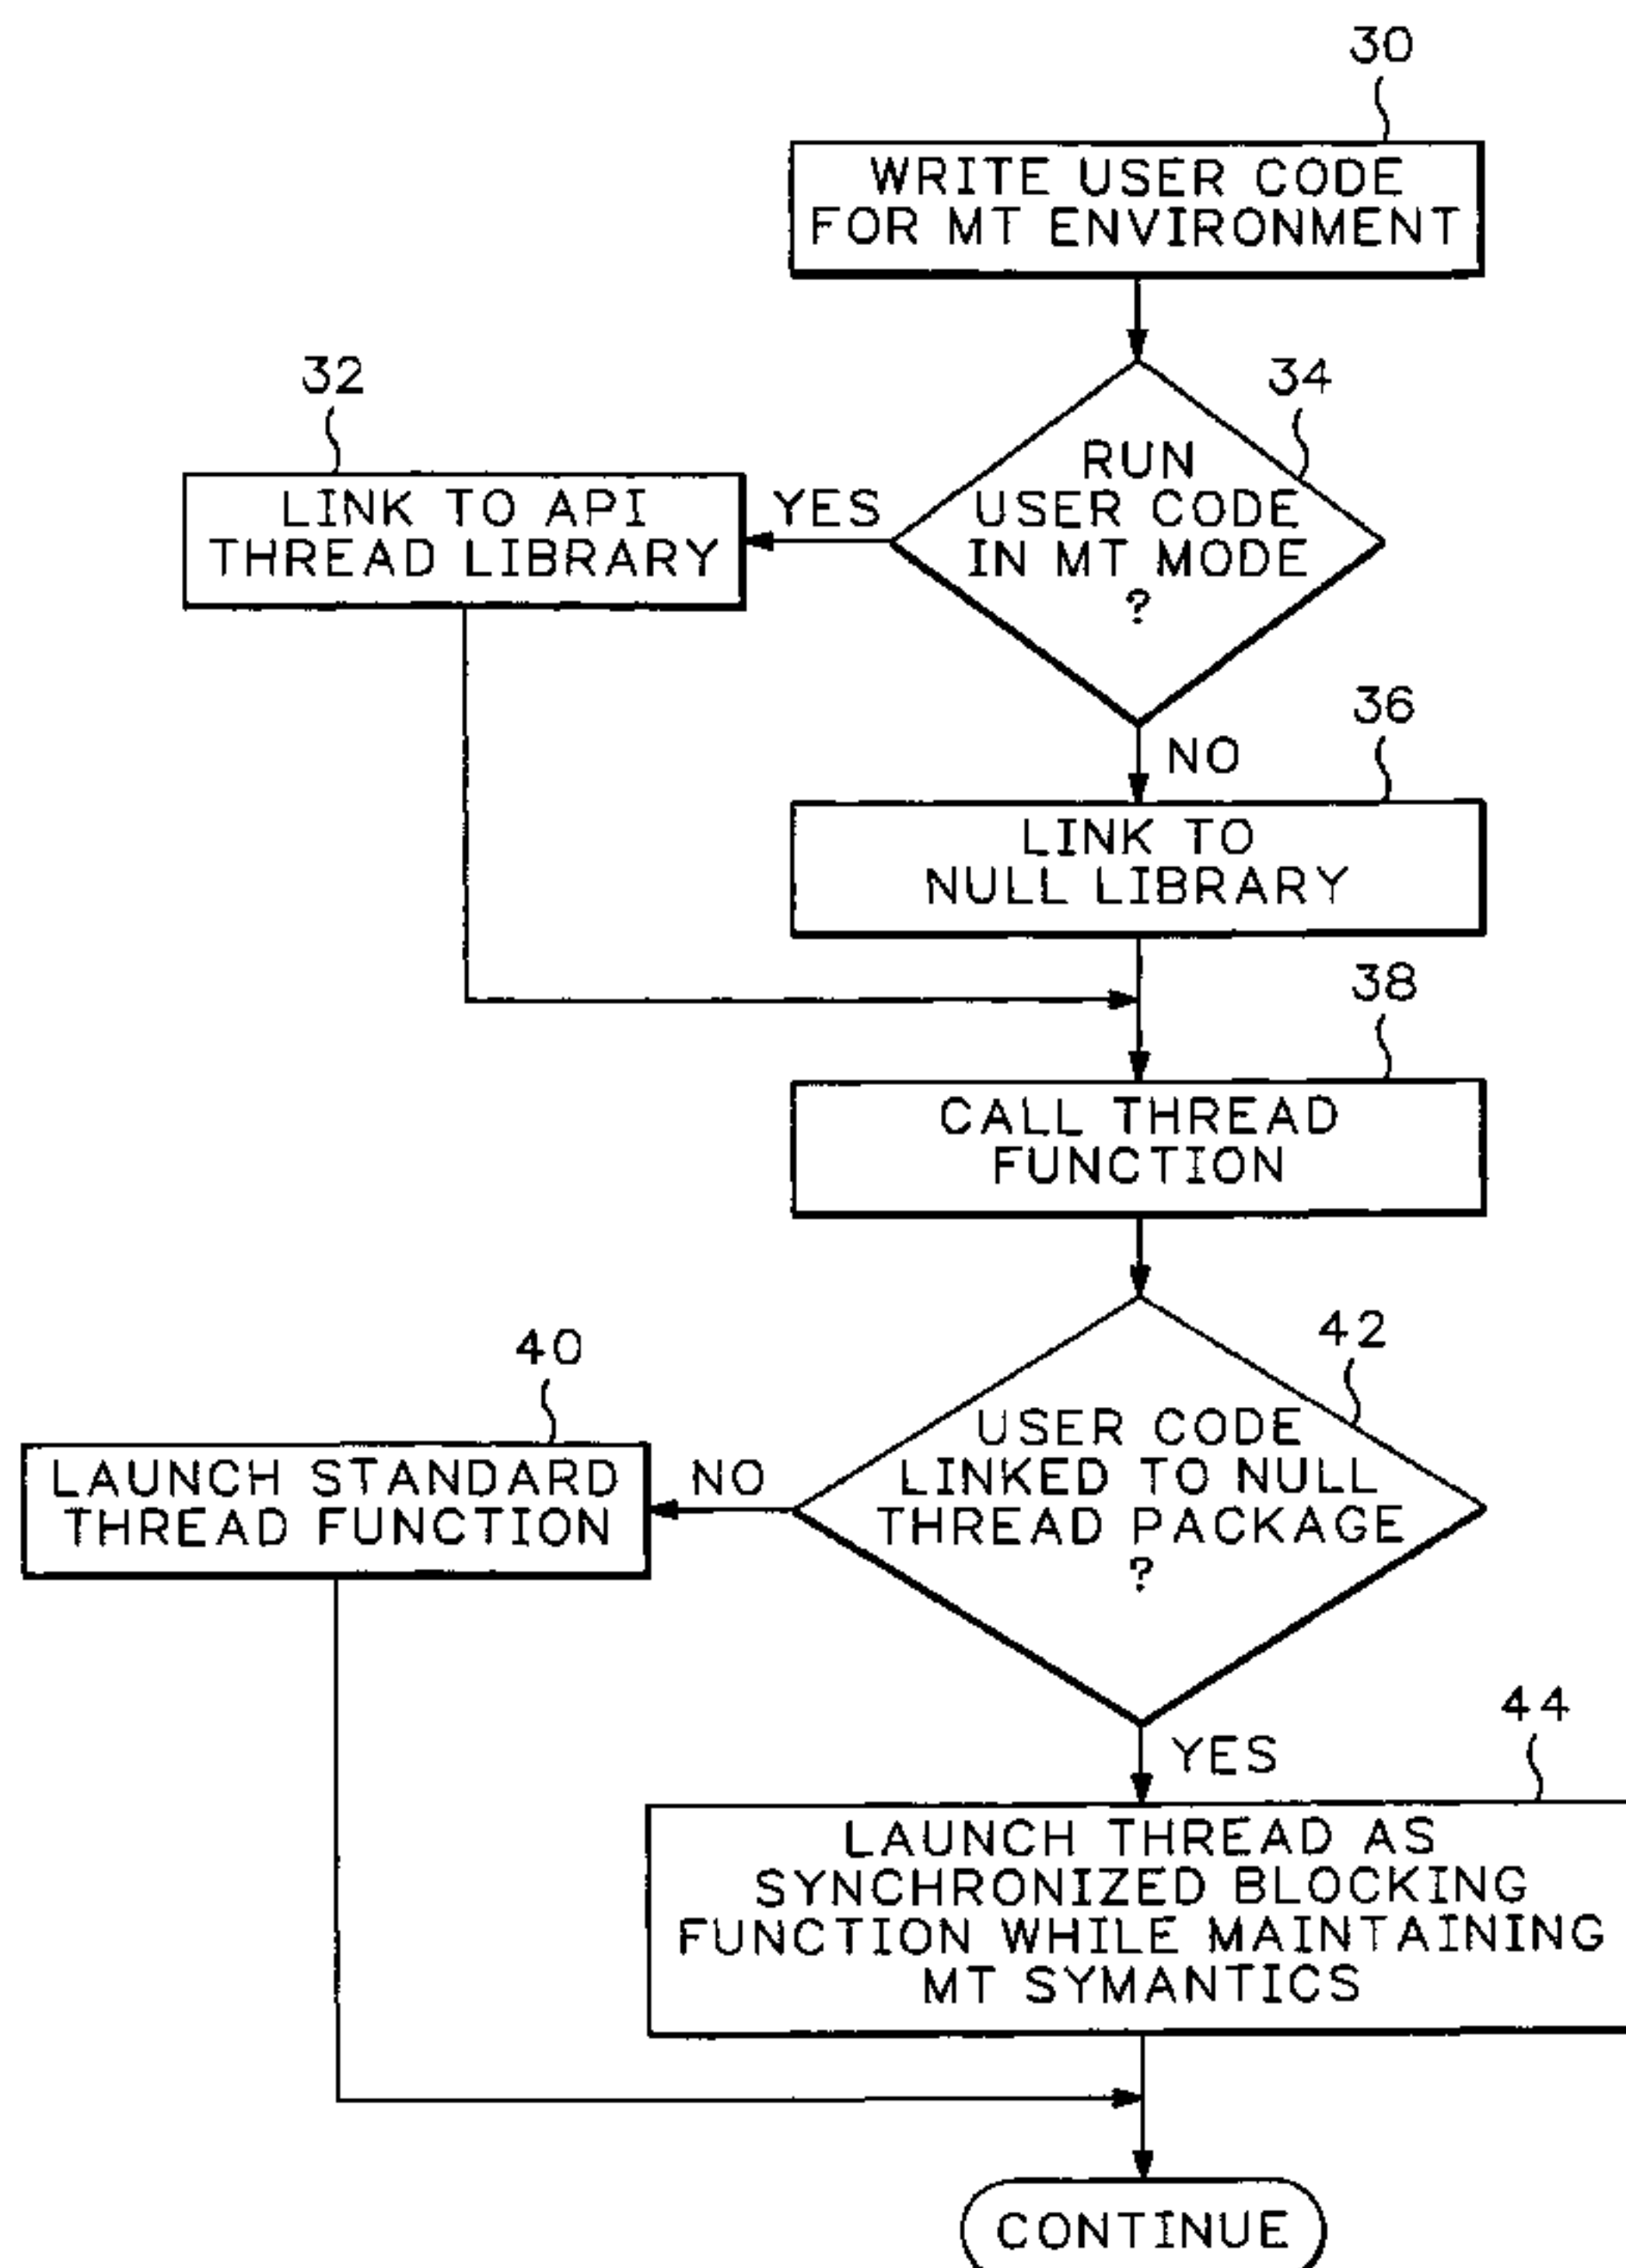 30
WRITE USER CODE
FOR MT ENVIRONMENT
32
34
RUN
USER CODE
IN MT MODE
?
YES
LINK TO API
THREAD LIBRARY
NO
36
LINK TO
NULL LIBRARY
38
CALL THREAD
FUNCTION
42
USER CODE
LINKED TO NULL
THREAD PACKAGE
?
40
NO
LAUNCH STANDARD
THREAD FUNCTION
YES
44
LAUNCH THREAD AS
SYNCHRONIZED BLOCKING
FUNCTION WHILE MAINTAINING
MT SYMANTICS
CONTINUE